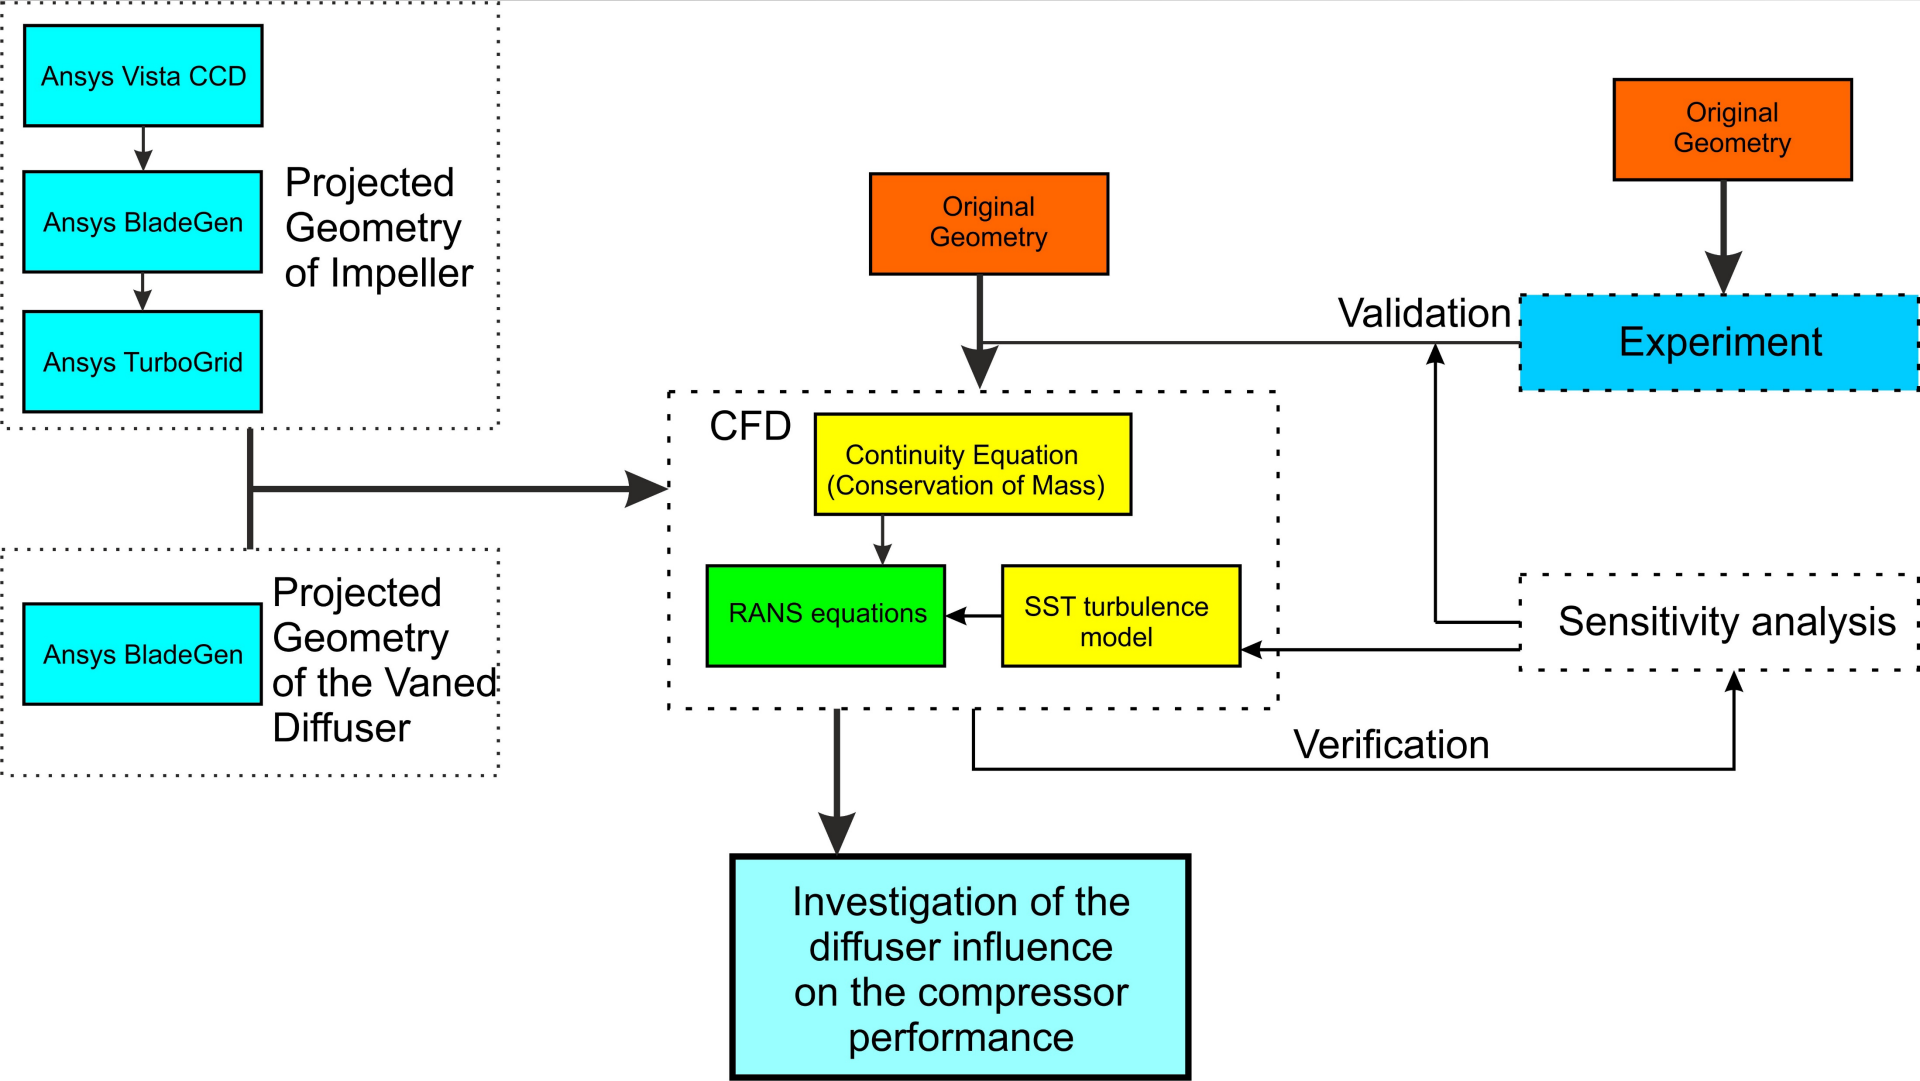 Ansys Vista CCD
Ansys BladeGen
Ansys TurboGrid
Projected
Geometry
of Impeller
Ansys BladeGen
Projected
Geometry
of the Vaned
Diffuser
Original
Geometry
Original
Geometry
Validation
Experiment
CFD
Continuity Equation
(Conservation of Mass)
RANS equations
SST turbulence
model
Sensitivity analysis
Verification
Investigation of the
diffuser influence
on the compressor
performance